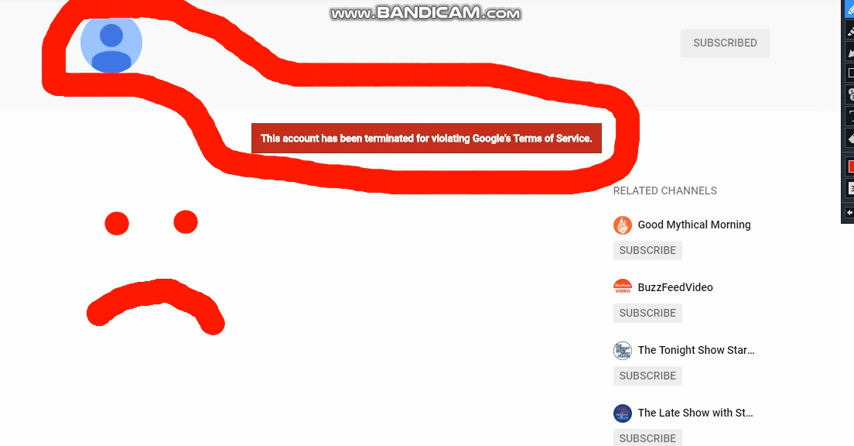 www.BANDICAM.com
SUBSCRIBED
This account has been terminated for violating Google's Terms of Service.
RELATED CHANNELS
Good Mythical Morning
SUBSCRIBE
BuzzFeedVideo
SUBSCRIBE
The Tonight Show Star...
SUBSCRIBE
The Late Show with St...
SUBSCRIBE